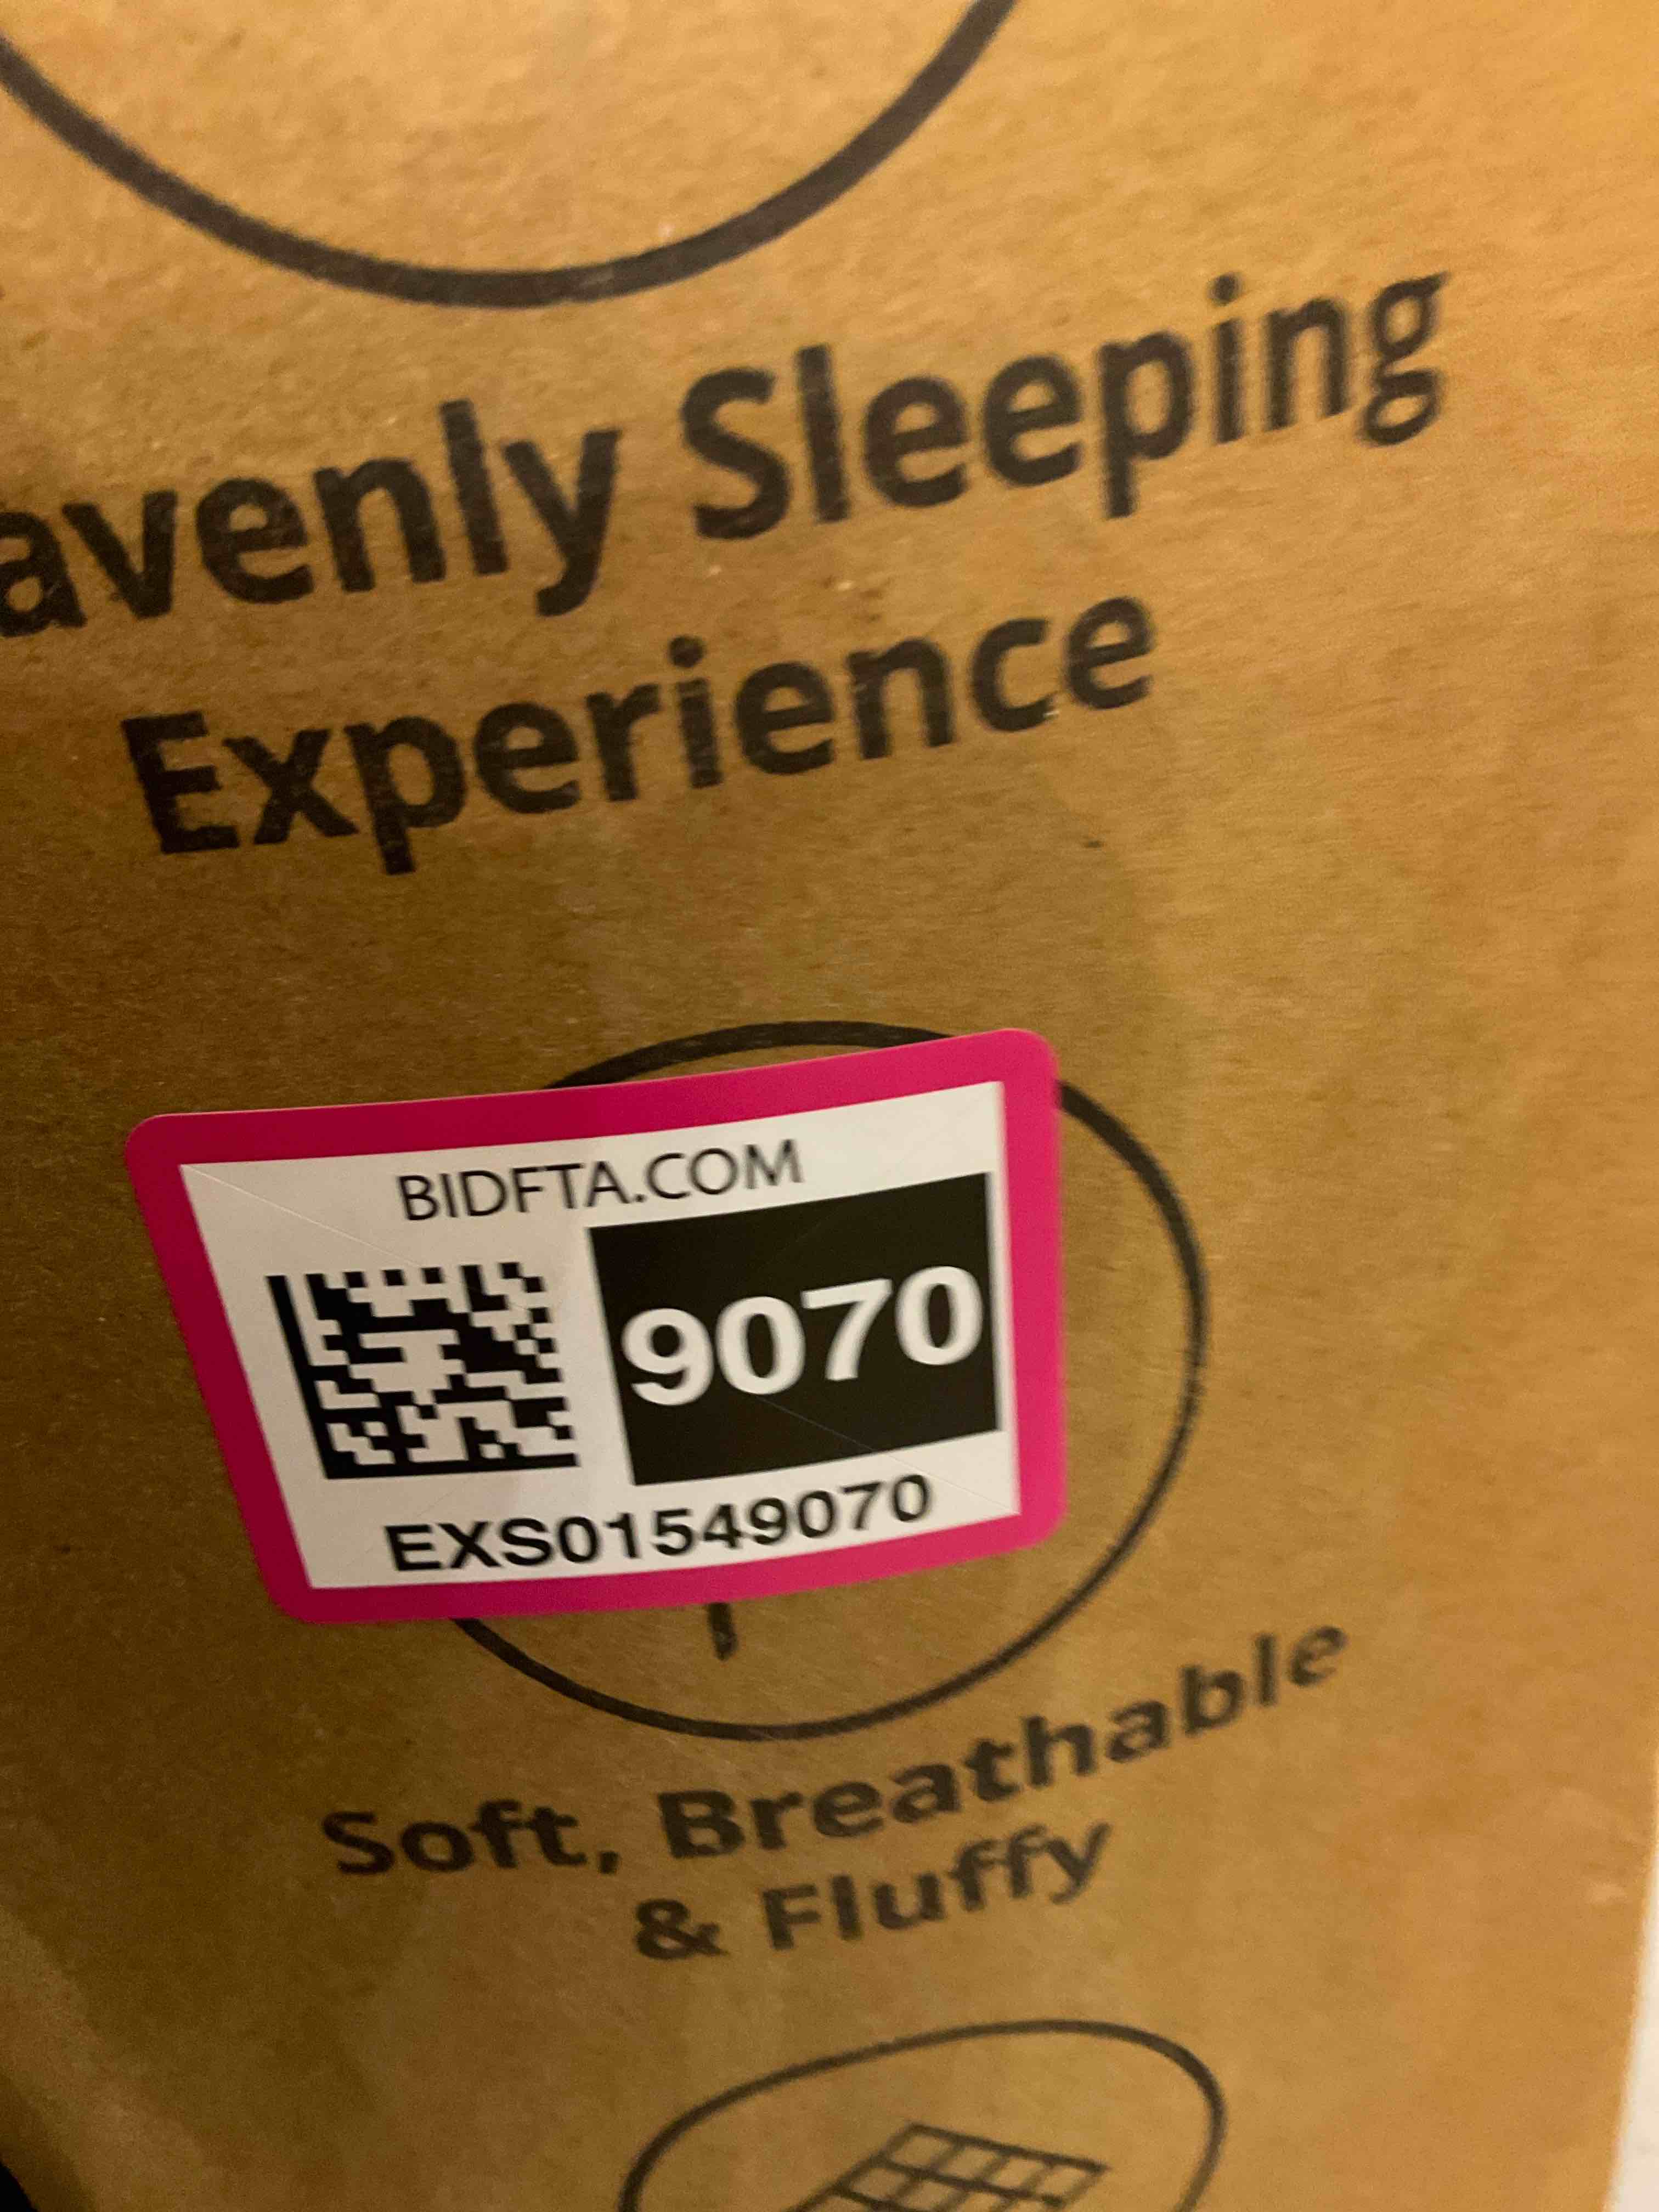 avenly Sleeping
Experience
BIDFTA.COM
9070
EXS01549070
Soft, Breathable
& Fluffy